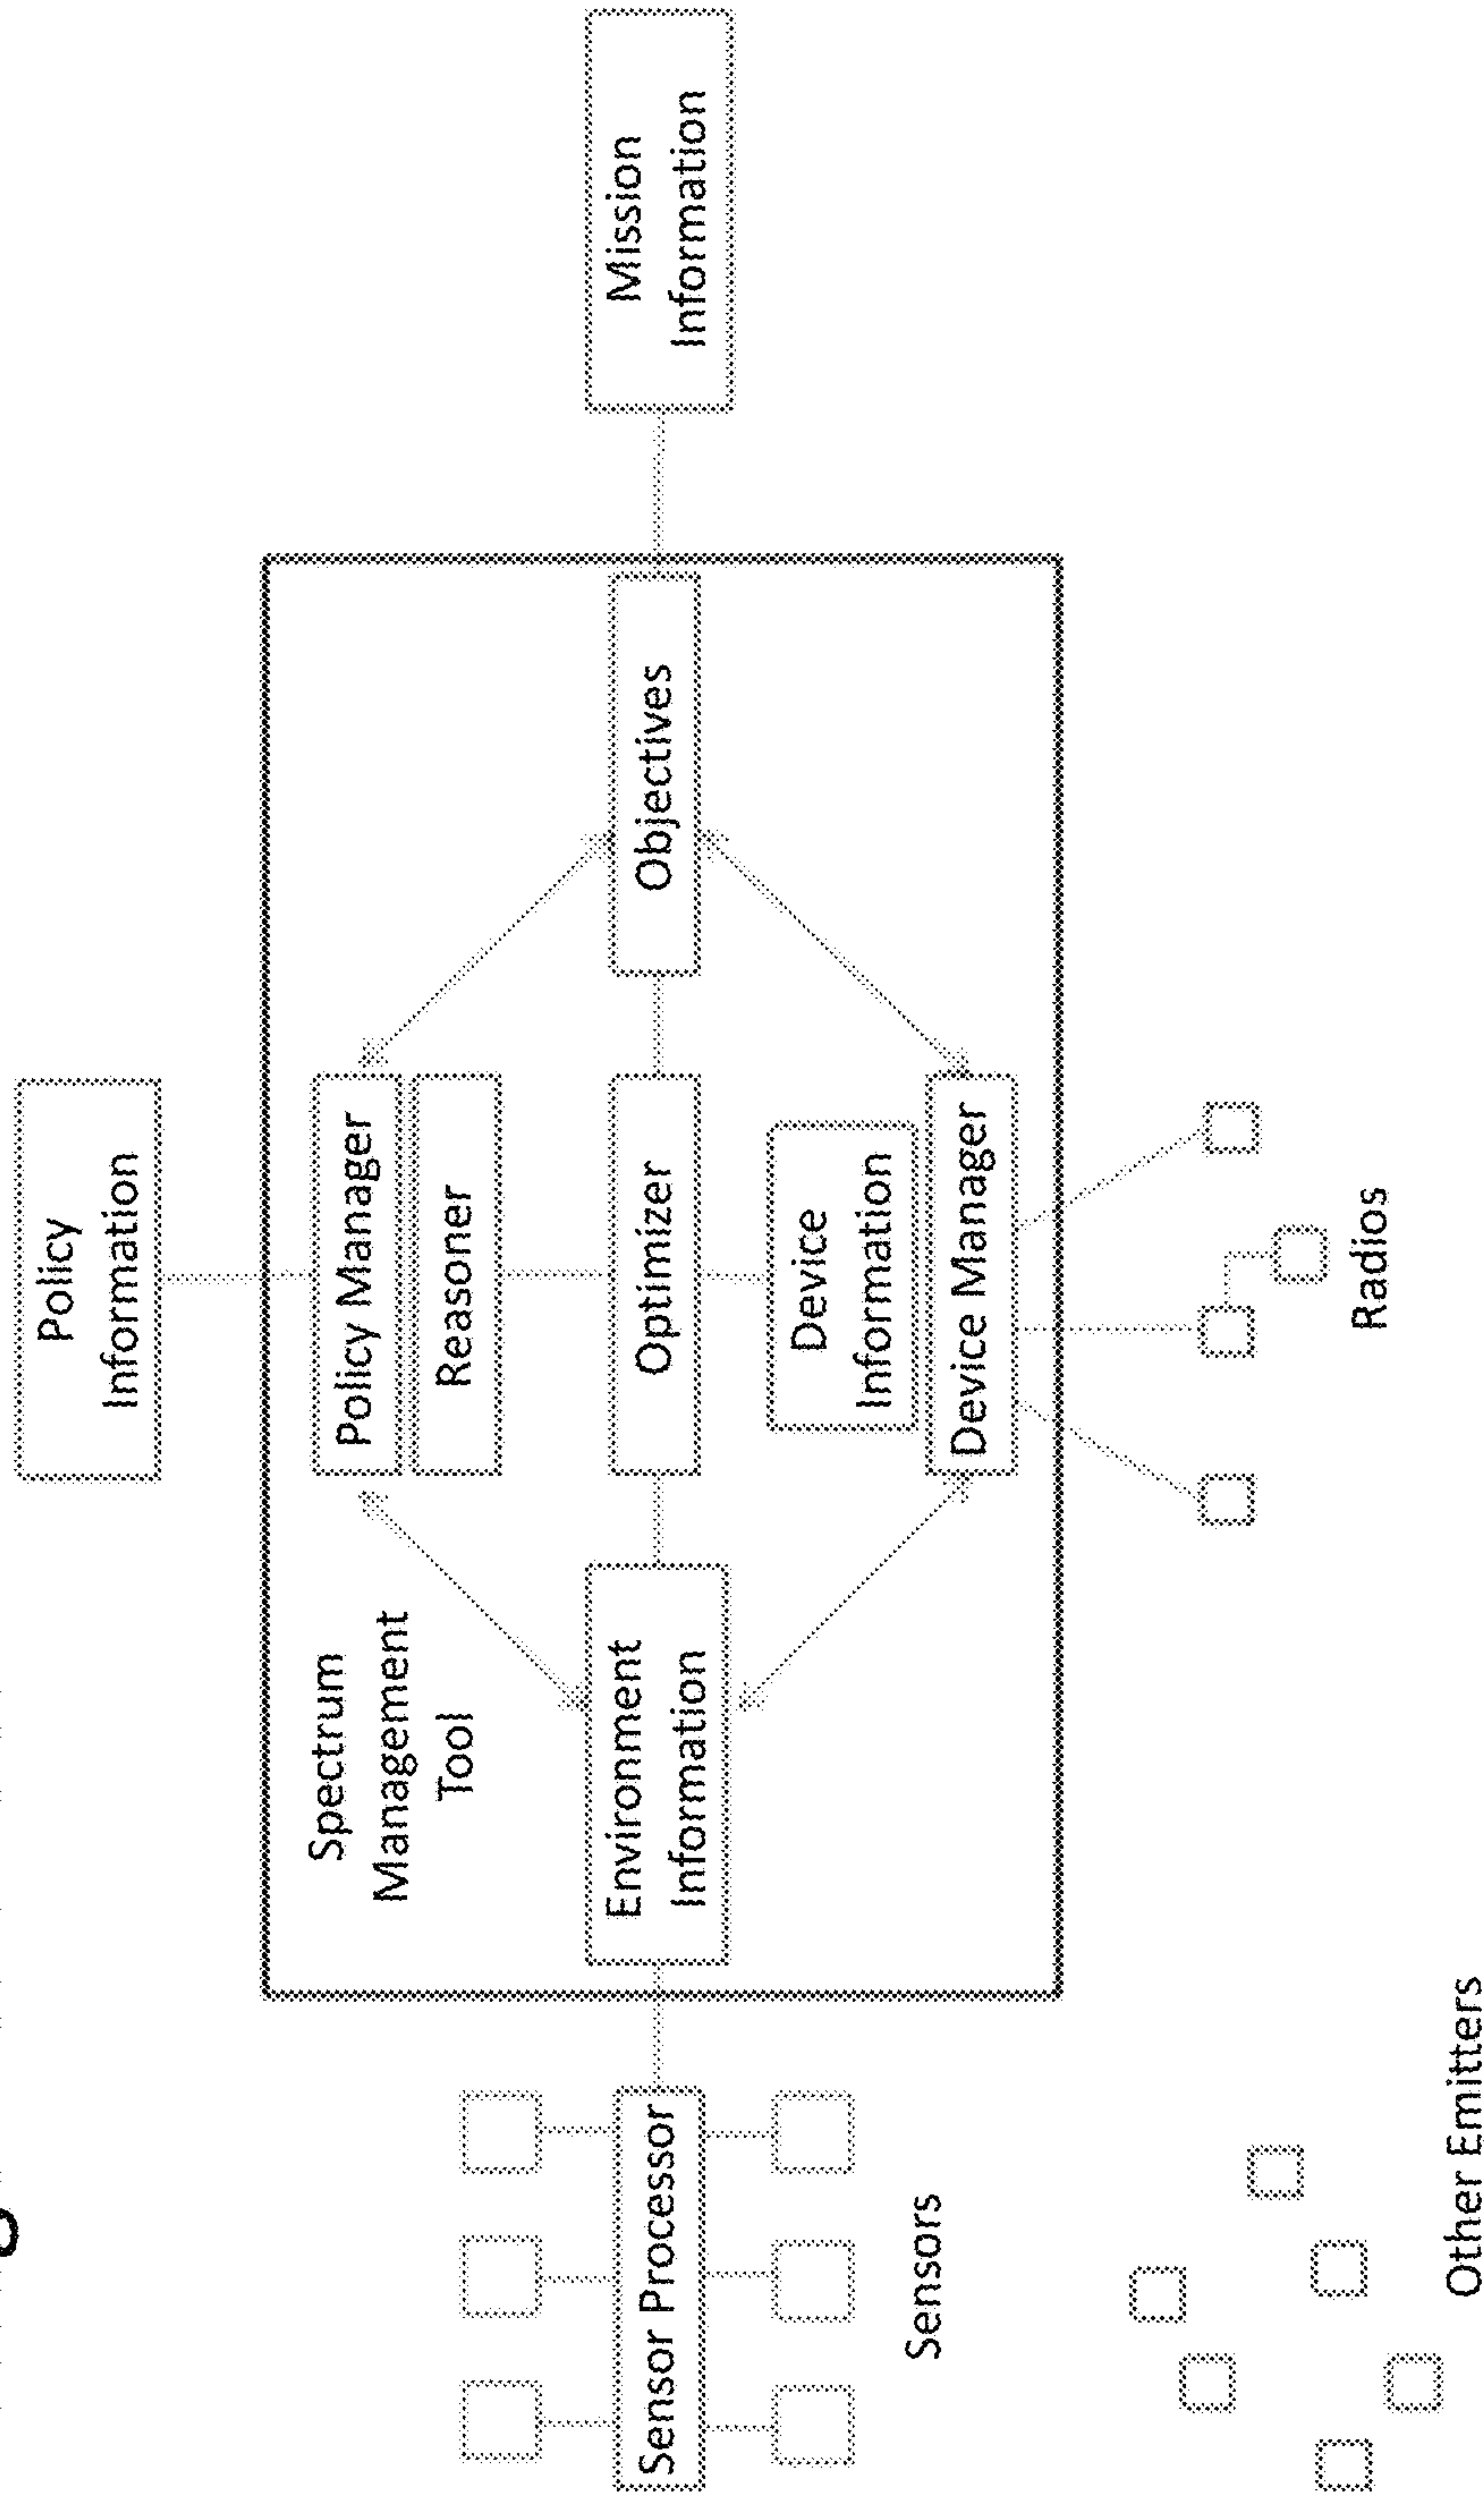 Policy
Information
Spectrum
Management
Tool
Policy Manager
Reasoner
Sensor Processor
Environment
Information
Optimizer
Objectives
Mission
Information
Device
Information
Device Manager
Sensors
Radios
Other Emitters